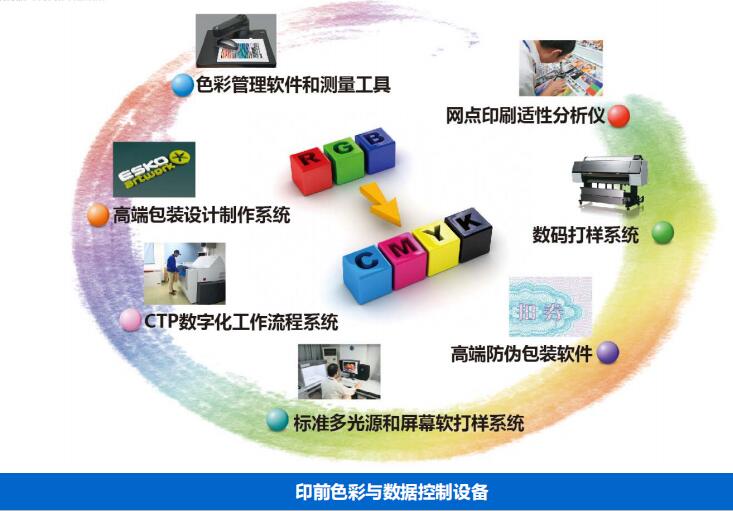 色彩管理软件和测量工具
网点印刷适性分析仪
RGB
ESKO
artwork
高端包装设计制作系统
数码打样系统
CMYK
CTP数字化工作流程系统
高端防伪包装软件
标准多光源和屏幕软打样系统
印前色彩与数据控制设备